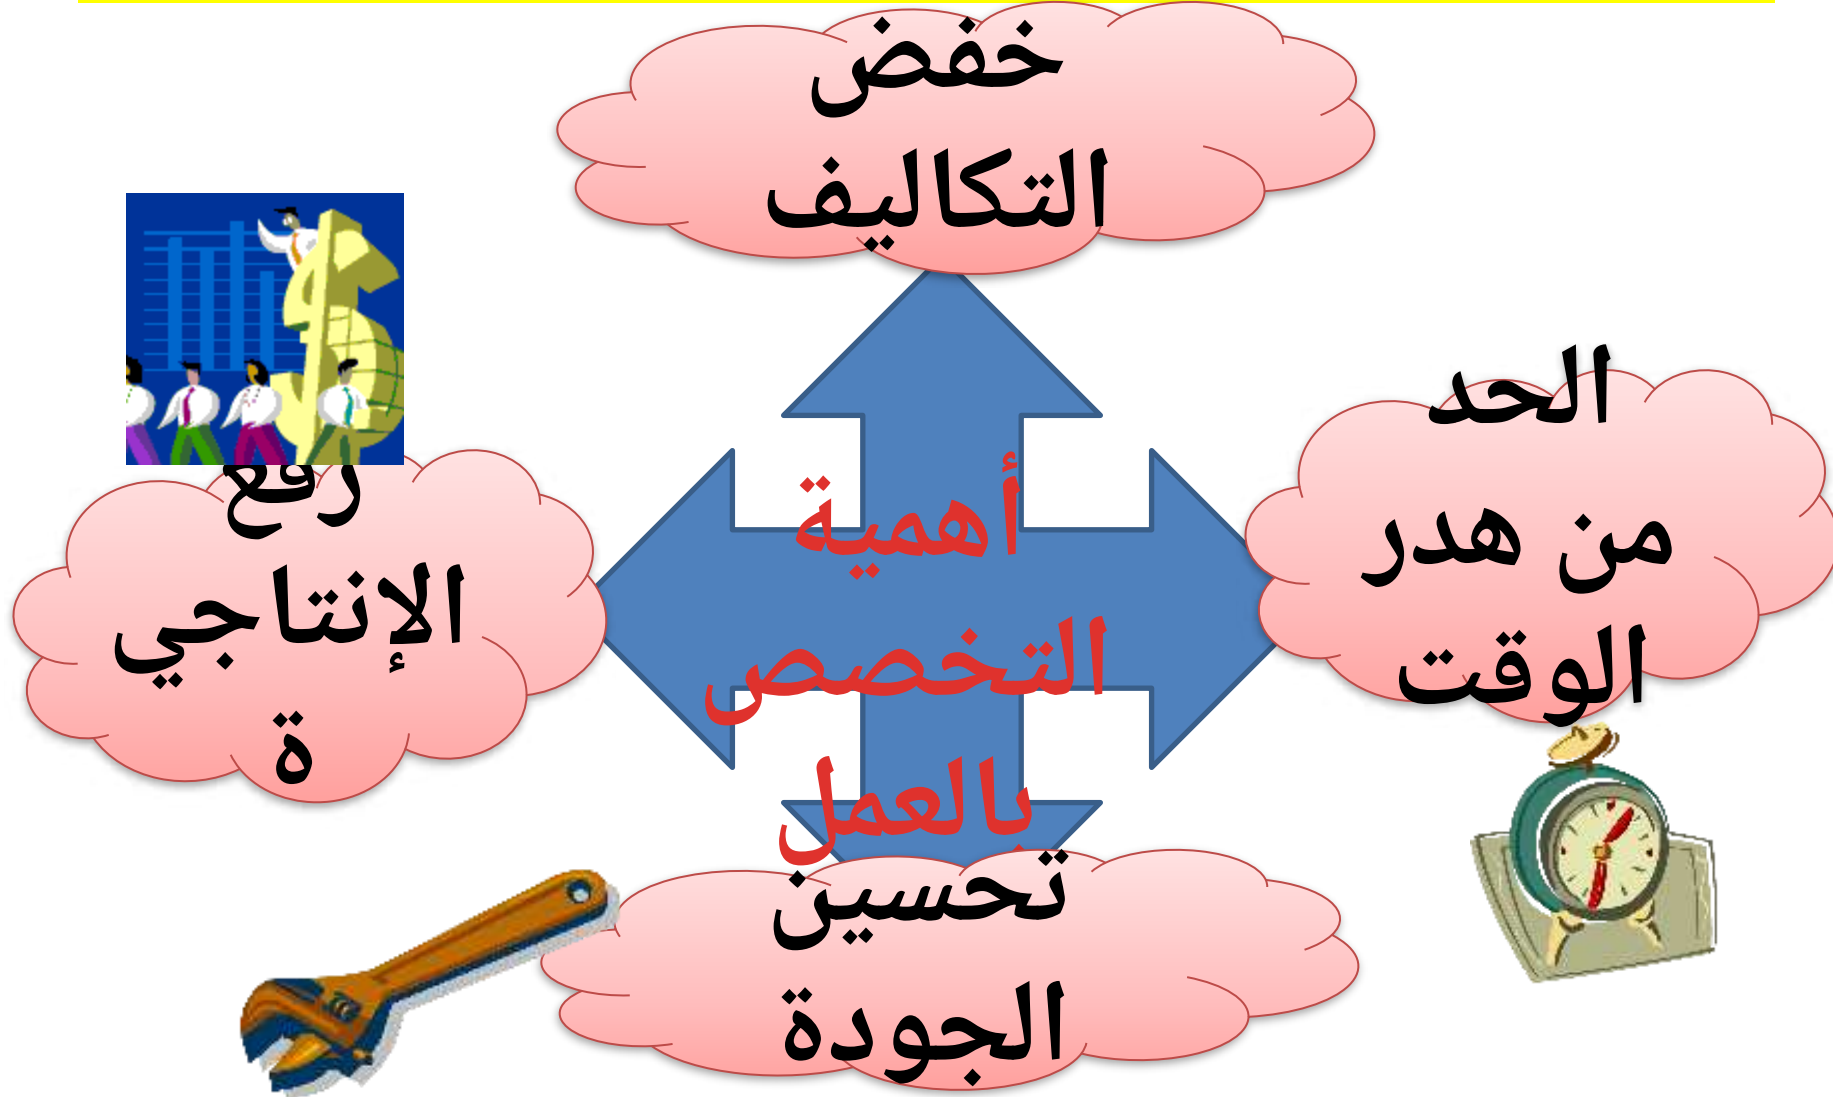 خفض
التكاليف
الحد
من هدر
الوقت
أهمية
التخصص
بالعمل
رفع
الإنتاجي
ة
تحسين
الجودة